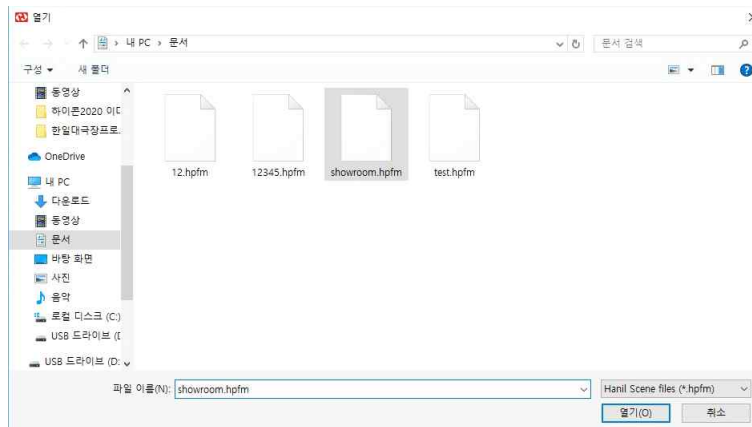 열기
내 PC › 문서
문서 검색
구성 새 폴더
동영상
하이콘2020 이
한일대극장프로
OneDrive
내 PC
다운로드
동영상
문서
바탕 화면
사진
음악
로컬 디스크 (C:)
USB 드라이브 (
USB 드라이브 (D:
12.hpfm
12345.hpfm
showroom.hpfm
test.hpfm
파일 이름(N): showroom.hpfm
Hanil Scene files (*.hpfm)
열기(O) 취소